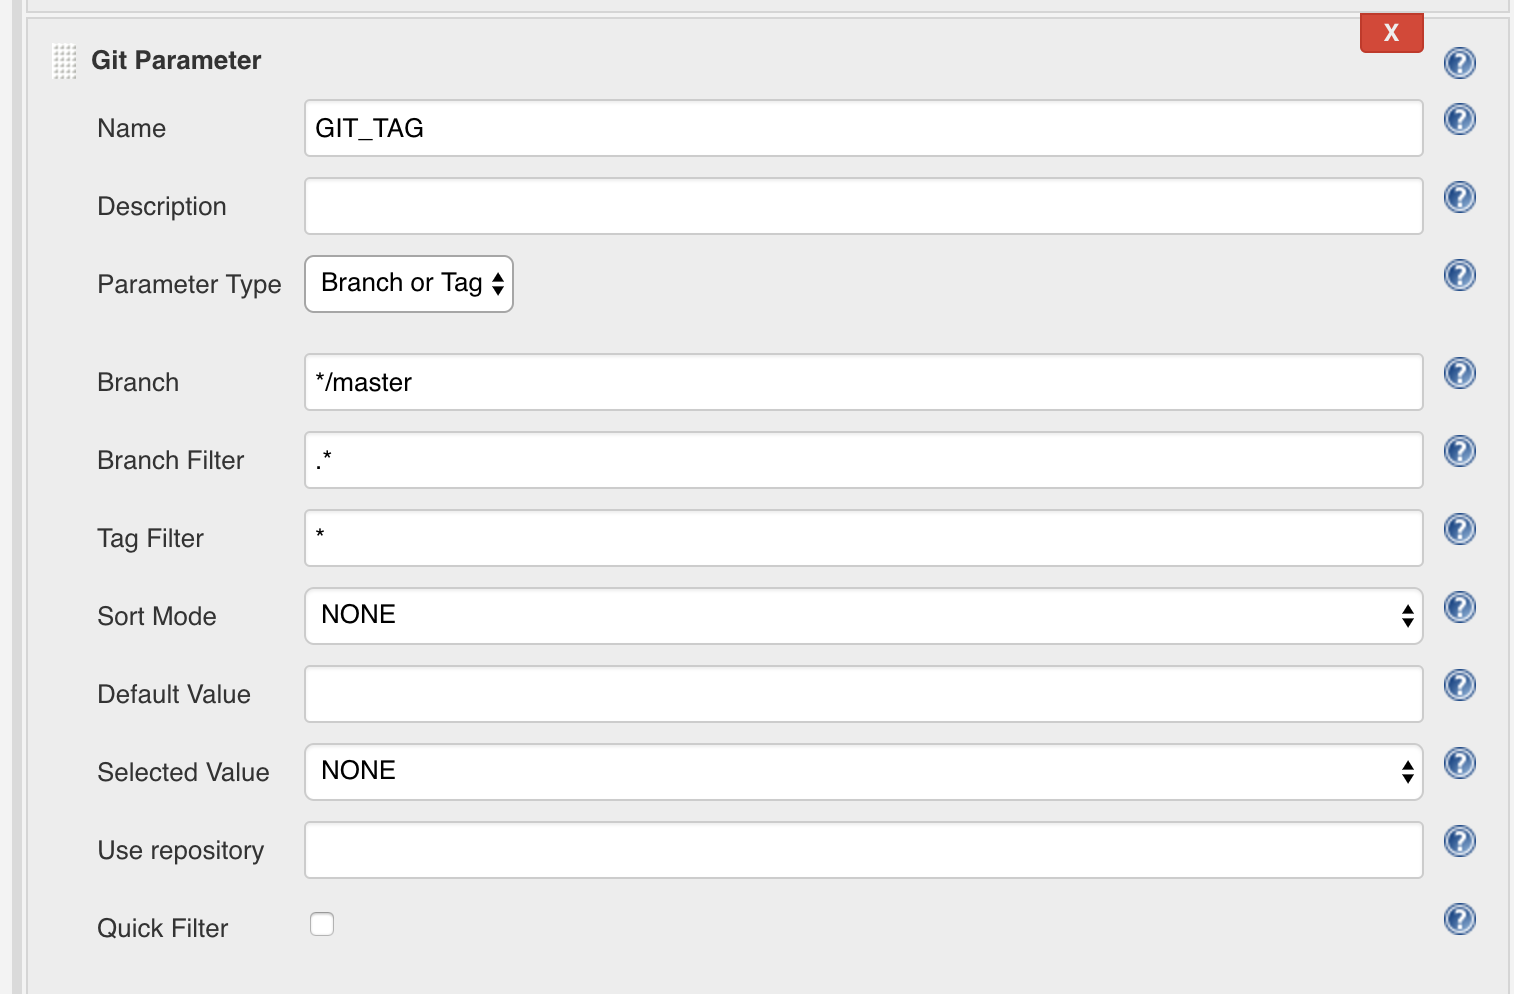 X
Git Parameter
Name GIT_TAG
Description
Parameter Type Branch or Tag
Branch */master
Branch Filter .*
Tag Filter *
Sort Mode NONE
Default Value
Selected Value NONE
Use repository
Quick Filter